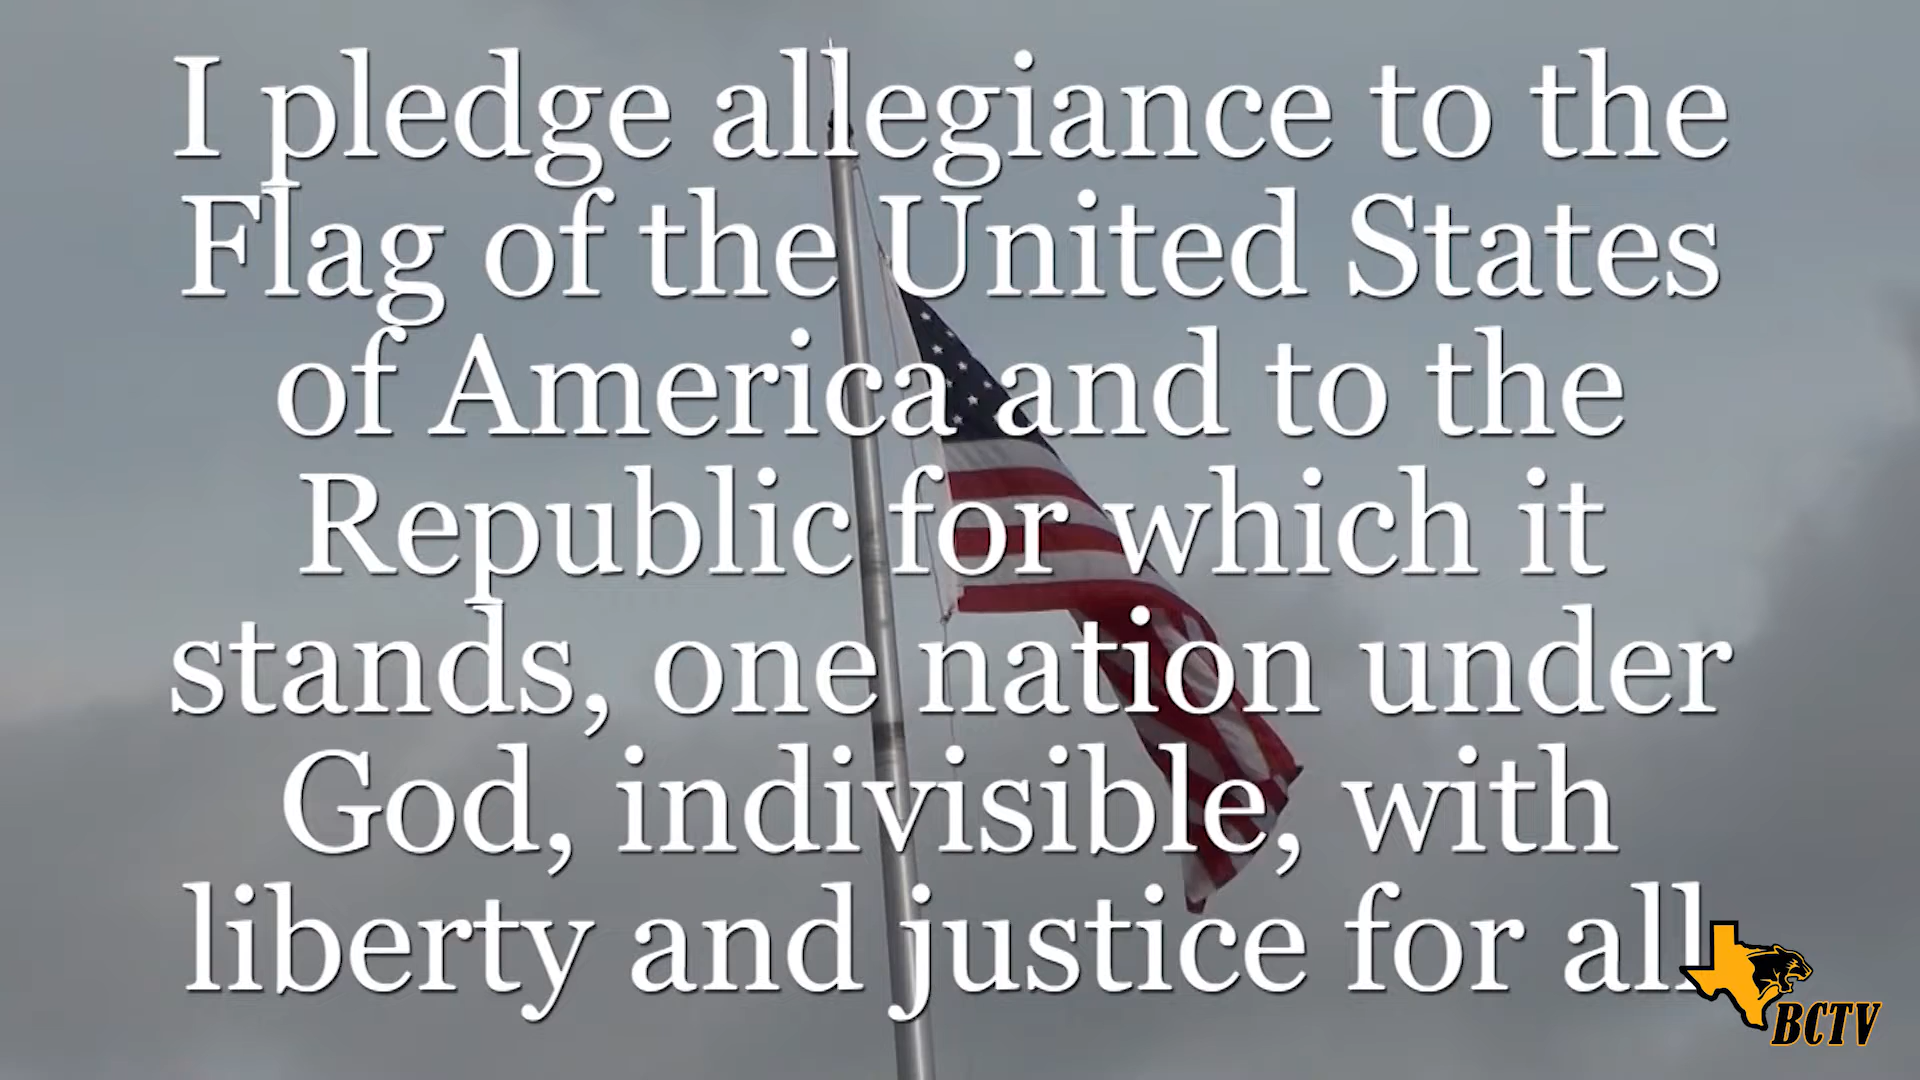 I pledge allegiance to the
Flag of the United States
of America and to the
Republic for which it
stands, one nation under
God, indivisible, with
liberty and justice for all
BCTV